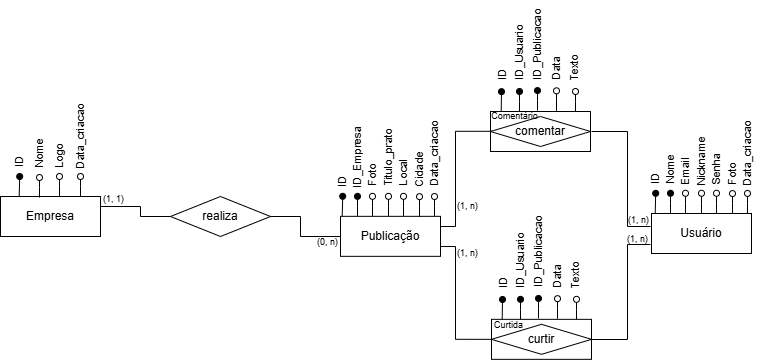 ID
Nome
Logo
Data_criacao
Empresa
(1, 1)
realiza
(0, n)
ID
ID_Empresa
Foto
Titulo_prato
Local
Cidade
Data_criacao
Publicação
(1, n)
(1, n)
ID
ID_Usuario
ID_Publicacao
Data
Texto
Comentário
comentar
ID
ID_Usuario
ID_Publicacao
Data
Texto
Curtida
curtir
ID
Nome
Email
Nickname
Senha
Foto
Data_criacao
(1, n)
Usuário
(1, n)